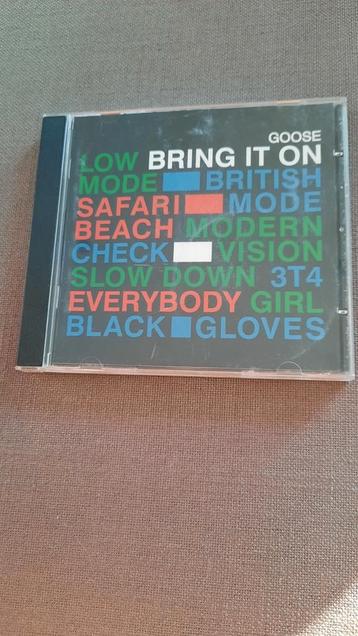 GOOSE
LOW BRING IT ON
MODE BRITISH
SAFARI MODE
BEACH MODERN
CHECK VISION
SLOW DOWN 3T4
EVERYBODY GIRL
BLACK GLOVES